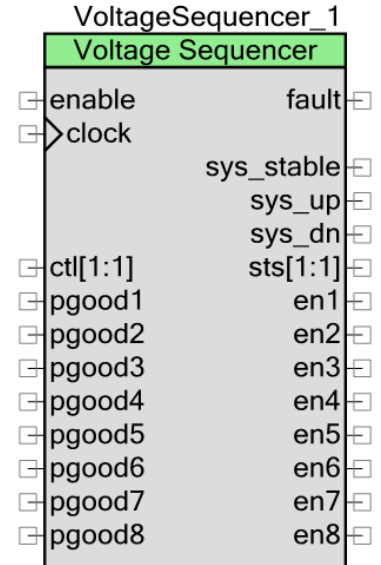 VoltageSequencer_1
Voltage Sequencer
enable fault
clock
sys_stable
sys_up
sys_dn
ctl[1:1] sts[1:1]
pgood1 en1
pgood2 en2
pgood3 en3
pgood4 en4
pgood5 en5
pgood6 en6
pgood7 en7
pgood8 en8